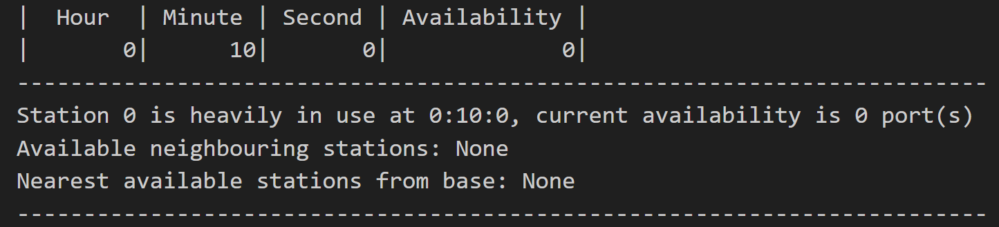 |  Hour  | Minute | Second | Availability |
|       0|      10|       0|             0|
-------------------------------------------------------------------------
Station 0 is heavily in use at 0:10:0, current availability is 0 port(s)
Available neighbouring stations: None
Nearest available stations from base: None
-------------------------------------------------------------------------